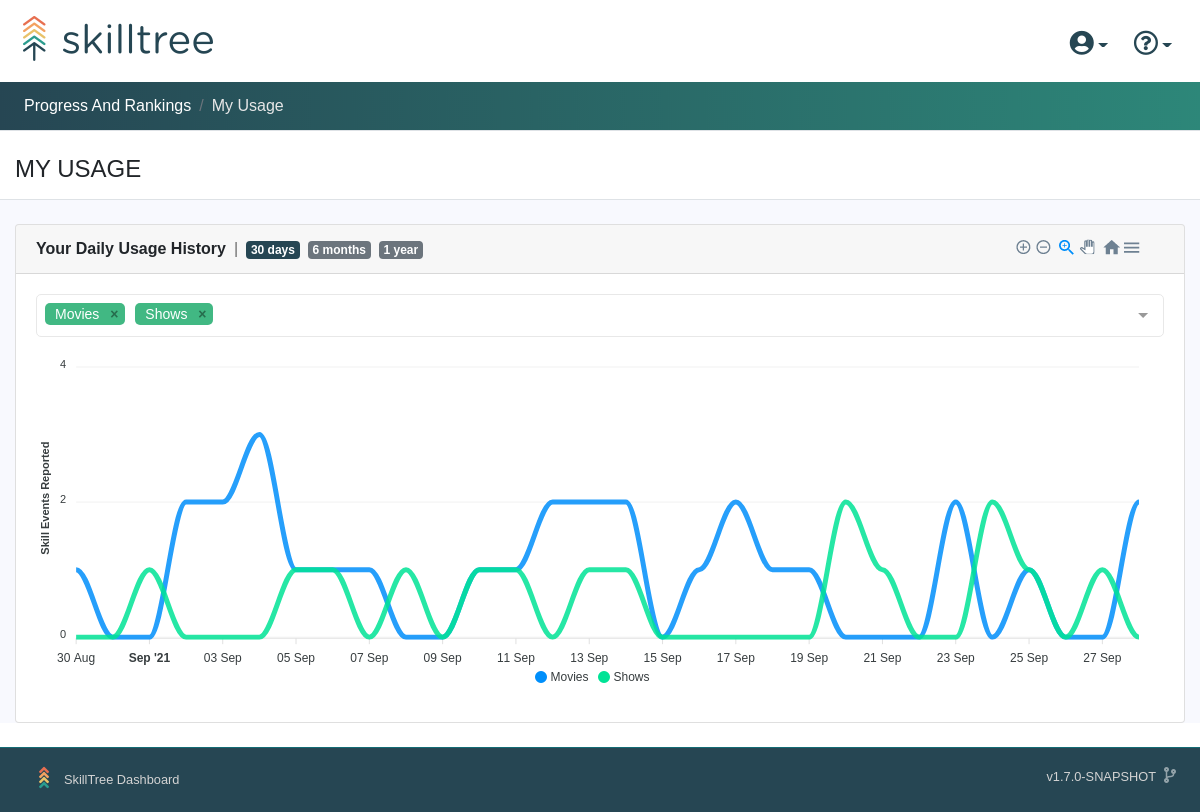 skilltree
Progress And Rankings / My Usage
MY USAGE
Your Daily Usage History | 30 days 6 months 1 year
Movies × Shows ×
4
2
0
Skill Events Reported
30 Aug Sep '21 03 Sep 05 Sep 07 Sep 09 Sep 11 Sep 13 Sep 15 Sep 17 Sep 19 Sep 21 Sep 23 Sep 25 Sep 27 Sep
Movies Shows
SkillTree Dashboard
v1.7.0-SNAPSHOT